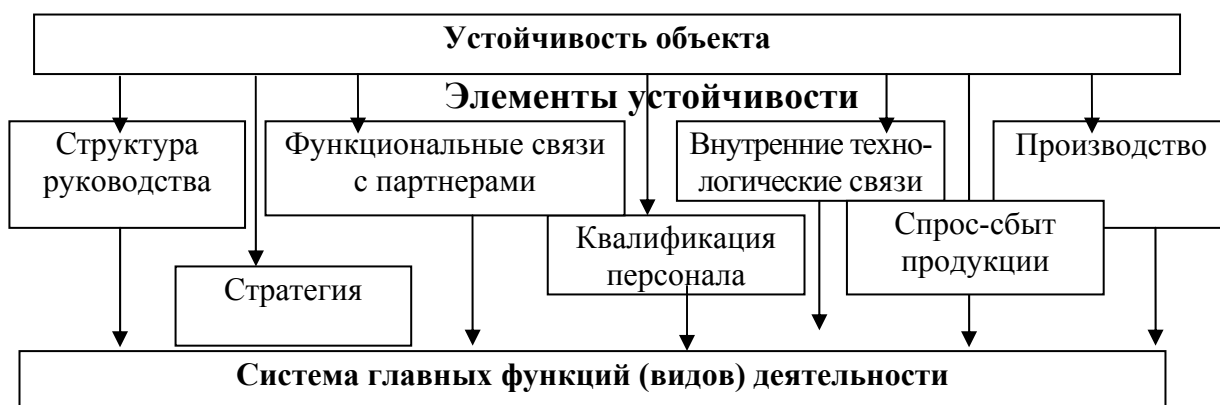 Устойчивость объекта
Элементы устойчивости
Структура
руководства
Функциональные связи
с партнерами
Внутренние техно-
логические связи
Производство
Квалификация
персонала
Спрос-сбыт
продукции
Стратегия
Система главных функций (видов) деятельности